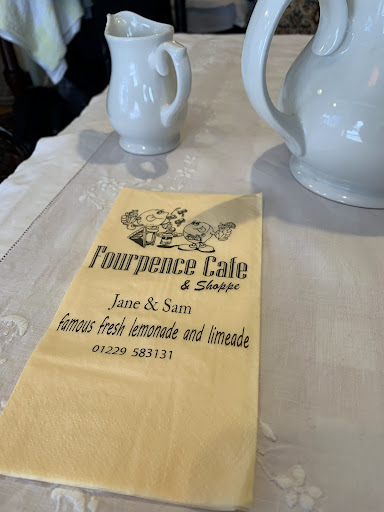 Fourpence Cafe
& Shoppe
Jane & Sam
famous fresh lemonade and limeade
01229 583131